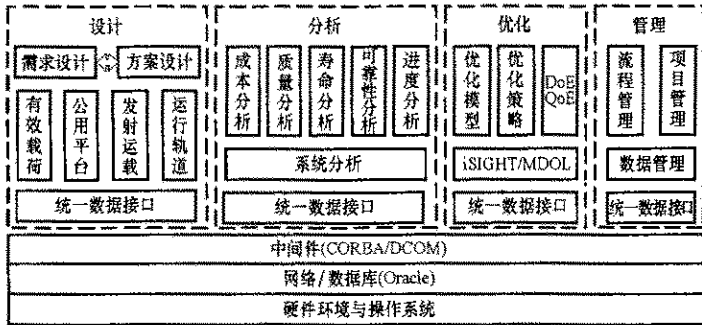 设计
需求设计
方案设计
有效载荷
公用平台
发射运载
运行轨道
统一数据接口
分析
成本分析
质量分析
寿命分析
可靠性分析
进度分析
系统分析
统一数据接口
优化
优化模型
优化策略
DoE
QoE
iSIGHT/MDOL
统一数据接口
管理
流程管理
项目管理
数据管理
统一数据接口
中间件(CORBA/DCOM)
网络/数据库(Oracle)
硬件环境与操作系统